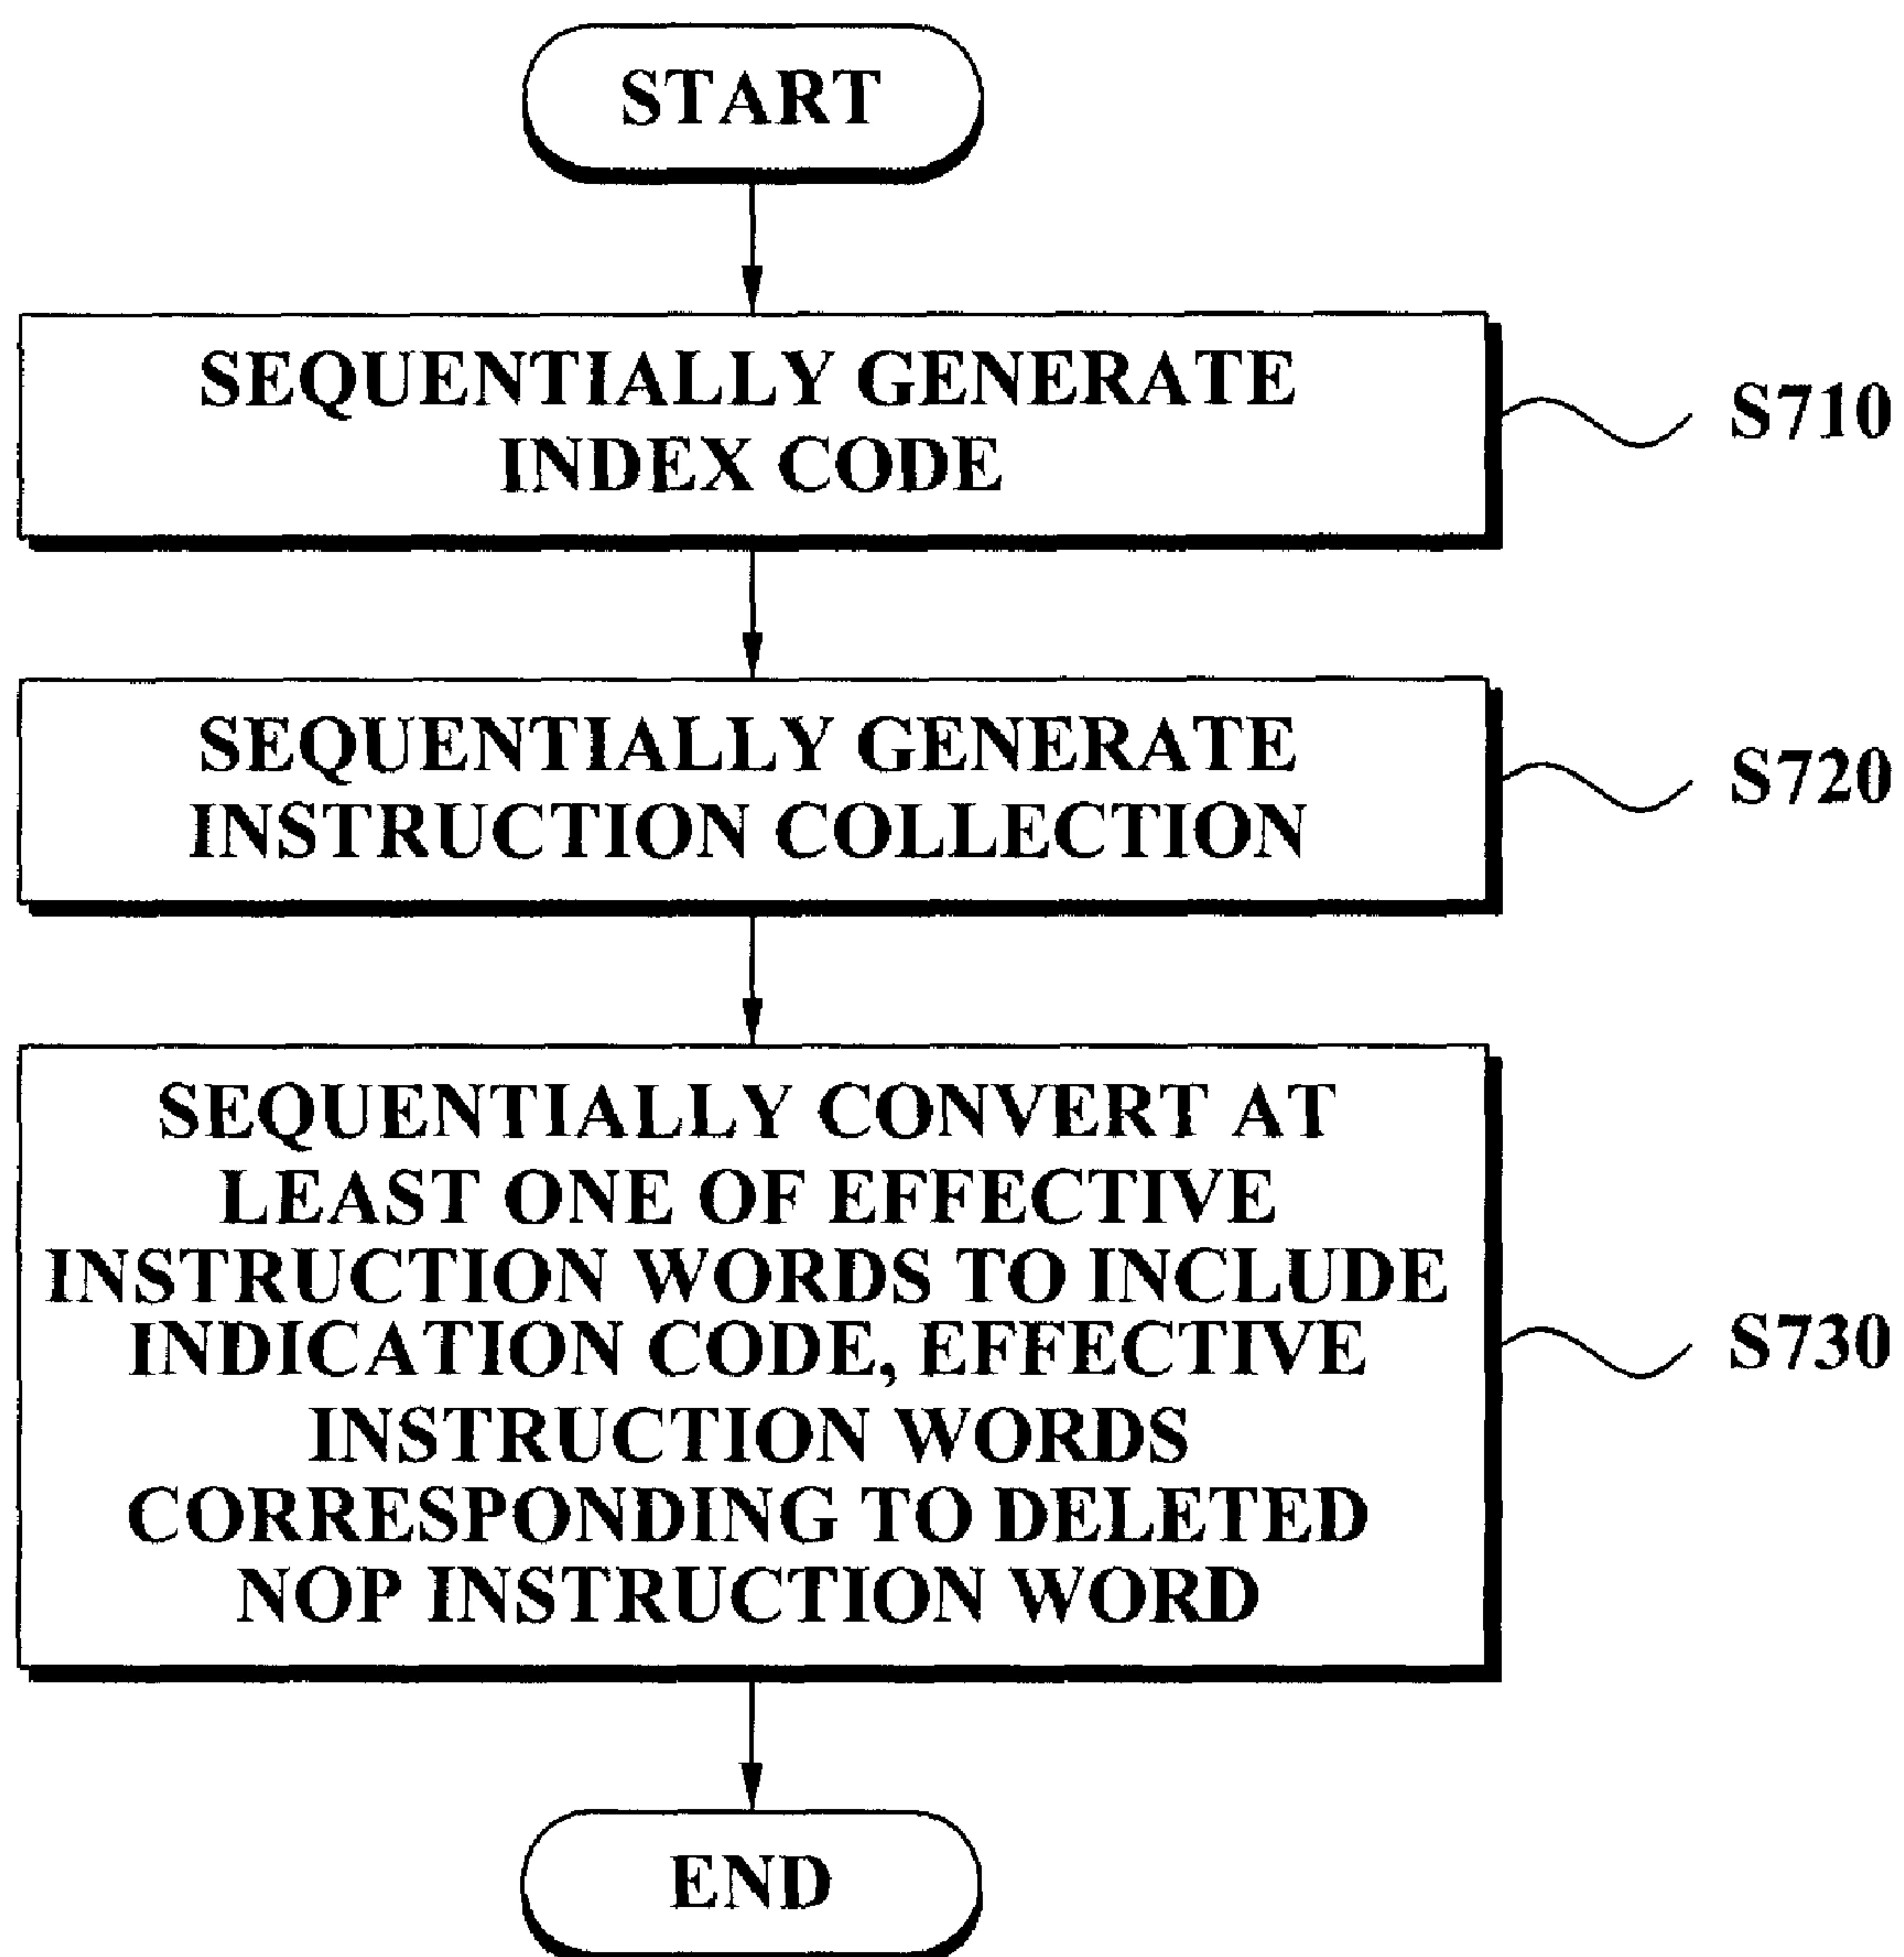 START
SEQUENTIALLY GENERATE
INDEX CODE
S710
SEQUENTIALLY GENERATE
INSTRUCTION COLLECTION
S720
SEQUENTIALLY CONVERT AT
LEAST ONE OF EFFECTIVE
INSTRUCTION WORDS TO INCLUDE
INDICATION CODE, EFFECTIVE
INSTRUCTION WORDS
CORRESPONDING TO DELETED
NOP INSTRUCTION WORD
S730
END